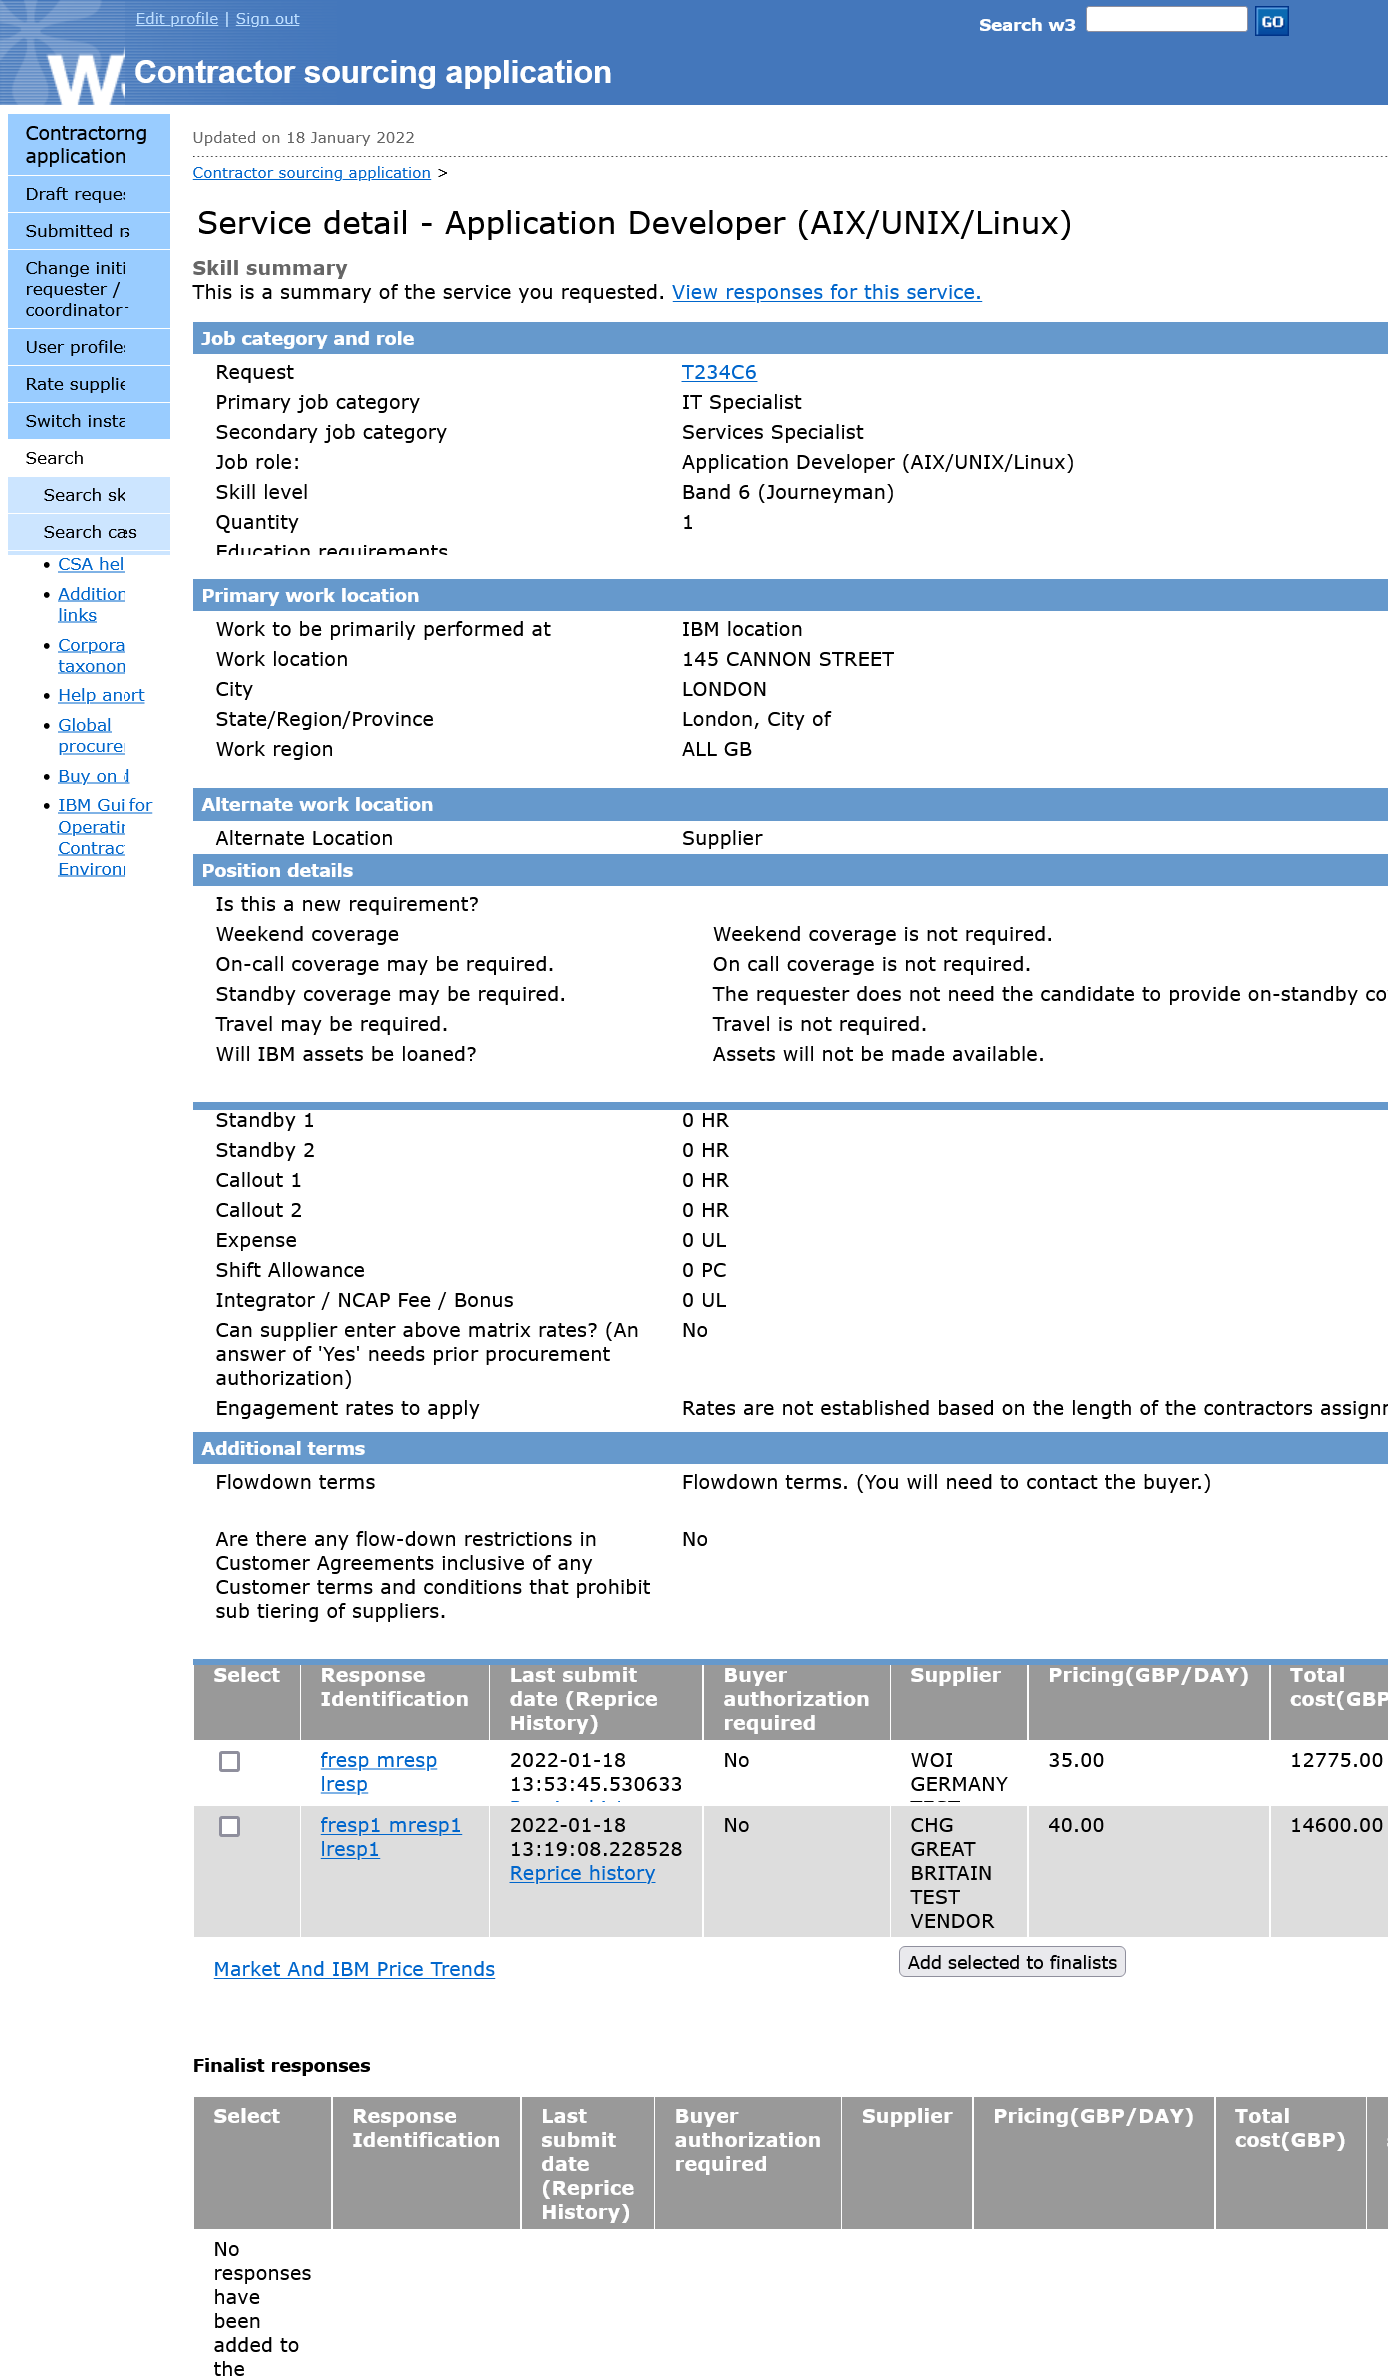 Edit profile | Sign out
Search w3
GO
Contractor sourcing application
Contractorng
application
Draft reques
Submitted rs
Change initi
requester /
coordinator
User profiles
Rate supplie
Switch insta
Search
Search sk
Search cas
CSA hel
Addition
links
Corpora
taxonom
Help anort
Global
procurer
Buy on d
IBM Guifor
Operatin
Contrac
Environ
Updated on 18 January 2022
Contractor sourcing application >
Service detail - Application Developer (AIX/UNIX/Linux)
Skill summary
This is a summary of the service you requested. View responses for this service.
Job category and role
Request T234C6
Primary job category IT Specialist
Secondary job category Services Specialist
Job role: Application Developer (AIX/UNIX/Linux)
Skill level Band 6 (Journeyman)
Quantity 1
Education requirements
Primary work location
Work to be primarily performed at IBM location
Work location 145 CANNON STREET
City LONDON
State/Region/Province London, City of
Work region ALL GB
Alternate work location
Alternate Location Supplier
Position details
Is this a new requirement?
Weekend coverage Weekend coverage is not required.
On-call coverage may be required. On call coverage is not required.
Standby coverage may be required. The requester does not need the candidate to provide on-standby co
Travel may be required. Travel is not required.
Will IBM assets be loaned? Assets will not be made available.
Standby 1 0 HR
Standby 2 0 HR
Callout 1 0 HR
Callout 2 0 HR
Expense 0 UL
Shift Allowance 0 PC
Integrator / NCAP Fee / Bonus 0 UL
Can supplier enter above matrix rates? (An No
answer of 'Yes' needs prior procurement
authorization)
Engagement rates to apply Rates are not established based on the length of the contractors assign
Additional terms
Flowdown terms Flowdown terms. (You will need to contact the buyer.)
Are there any flow-down restrictions in No
Customer Agreements inclusive of any
Customer terms and conditions that prohibit
sub tiering of suppliers.
Select Response Last submit Buyer Supplier Pricing(GBP/DAY) Total
Identification date (Reprice authorization cost(GBP
History) required
fresp mresp 2022-01-18 No WOI 35.00 12775.00
lresp 13:53:45.530633 GERMANY
fresp1 mresp1 2022-01-18 No CHG 40.00 14600.00
lresp1 13:19:08.228528 GREAT
Reprice history BRITAIN
TEST
VENDOR
Market And IBM Price Trends Add selected to finalists
Finalist responses
Select Response Last Buyer Supplier Pricing(GBP/DAY) Total
Identification submit authorization cost(GBP)
date required
(Reprice
History)
No
responses
have
been
added to
the